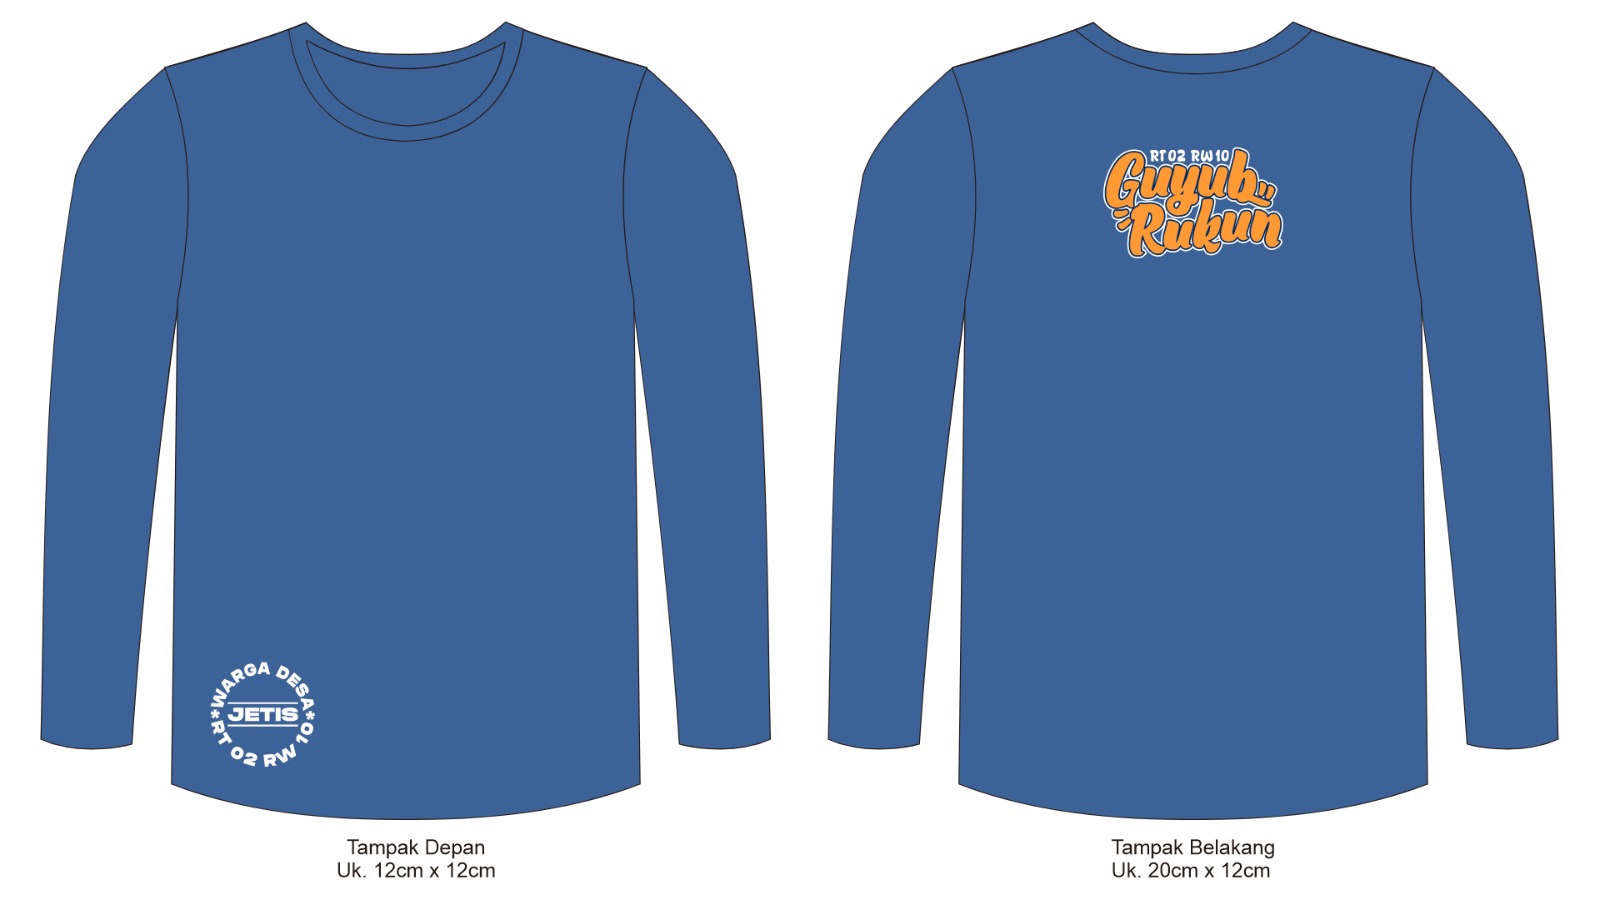 WARGA DESA
JETIS
RT 02 RW 10
Tampak Depan
Uk. 12cm x 12cm
RT 02 RW 10
Guyub
Rukun
Tampak Belakang
Uk. 20cm x 12cm